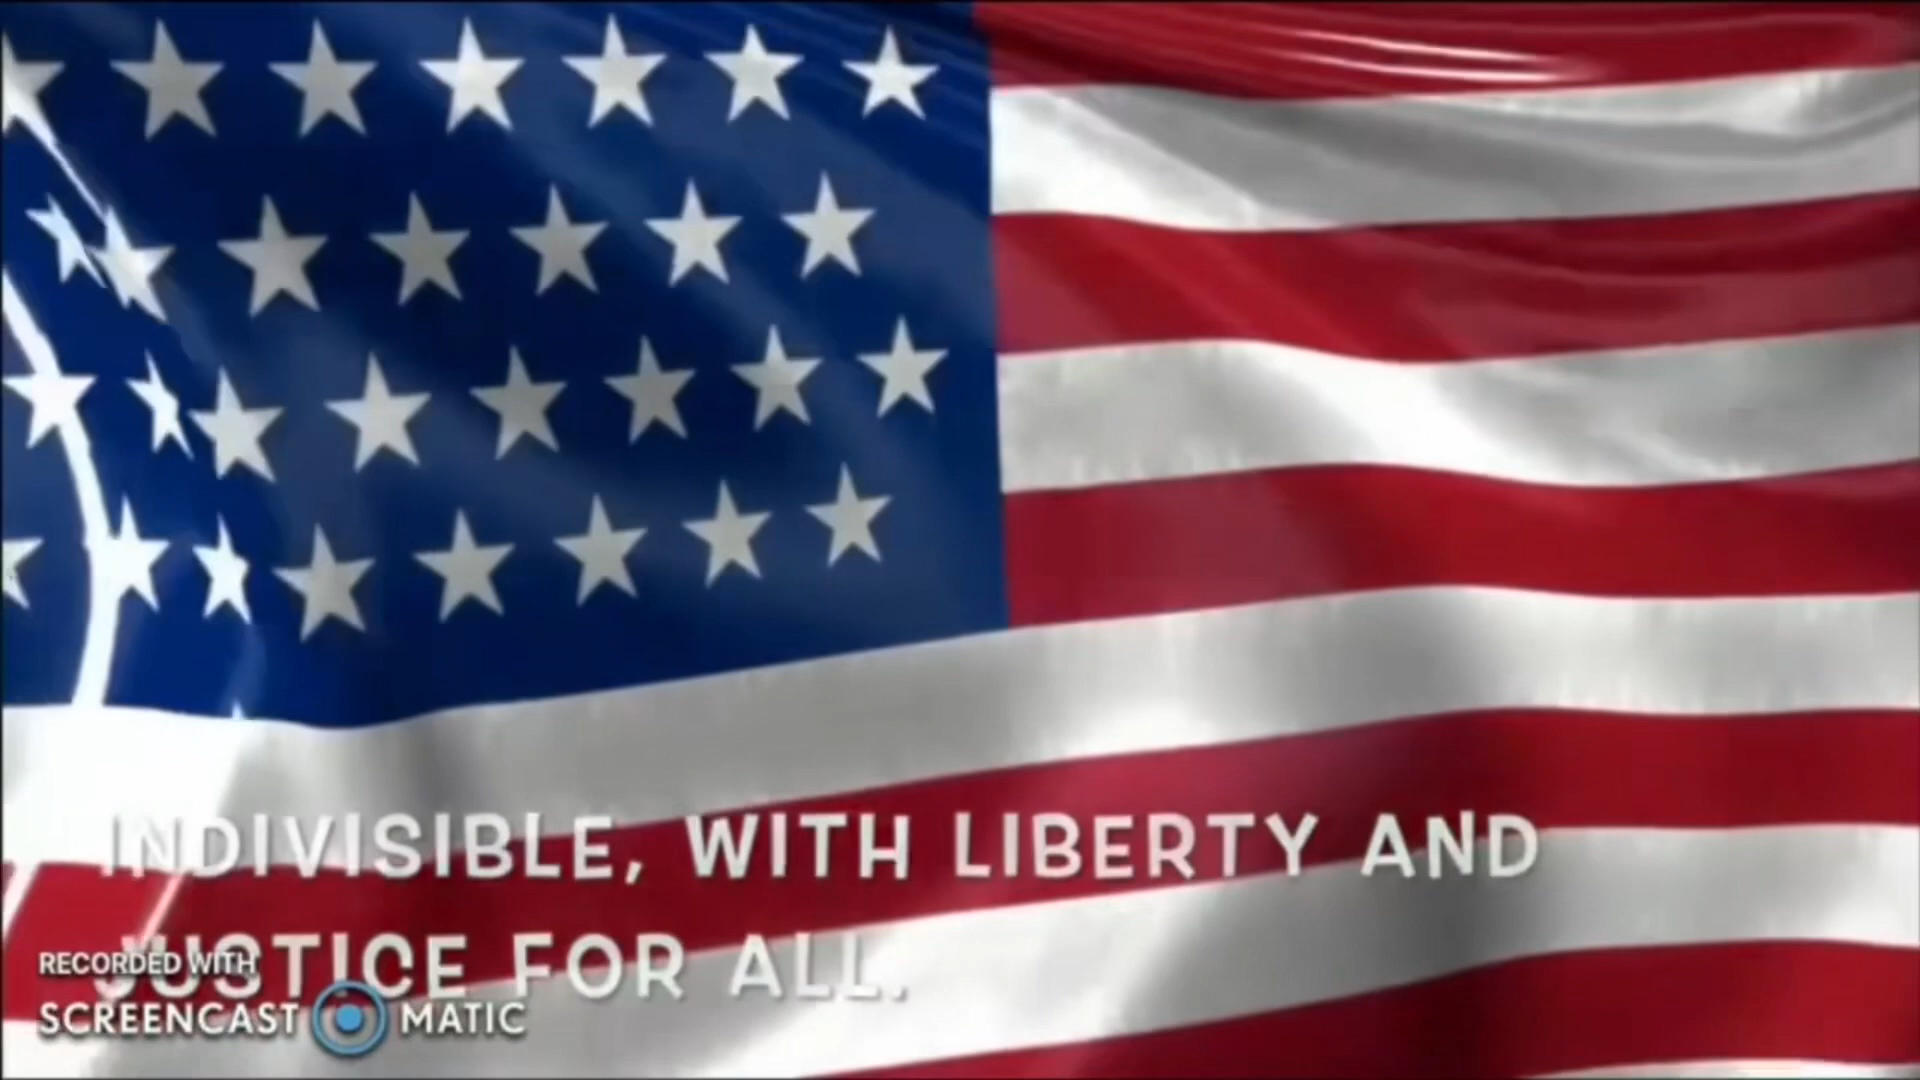 INDIVISIBLE, WITH LIBERTY AND
JUSTICE FOR ALL.
RECORDED WITH
SCREENCAST MATIC